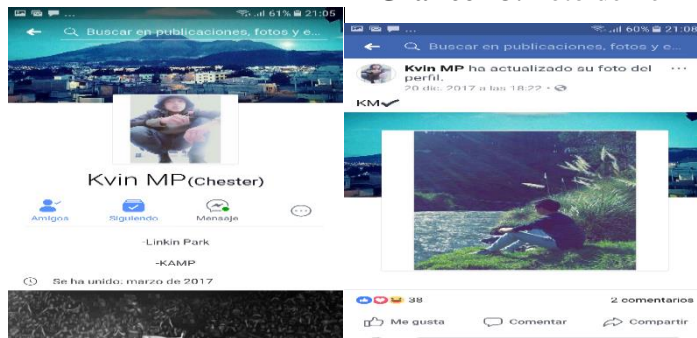 ... 61% 21:05
Buscar en publicaciones, fotos y e...
Kvin MP(Chester)
Amigos
Siguiendo
Mensaje
-Linkin Park
-KAMP
Se ha unido: marzo de 2017
... 60% 21:08
Buscar en publicaciones, fotos y e...
Kvin MP ha actualizado su foto del ...
perfil.
20 dic. 2017 a las 18:22 •
KM✓
38
2 comentarios
Me gusta
Comentar
Compartir